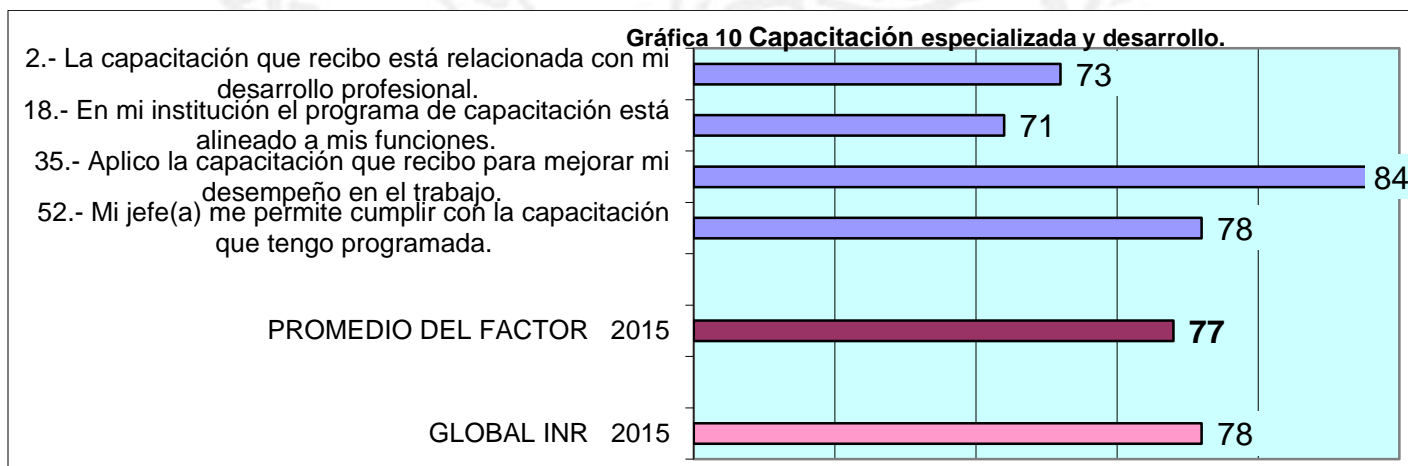 Gráfica 10 Capacitación especializada y desarrollo.
2.- La capacitación que recibo está relacionada con mi
desarrollo profesional.
73
18.- En mi institución el programa de capacitación está
alineado a mis funciones.
71
35.- Aplico la capacitación que recibo para mejorar mi
desempeño en el trabajo.
84
52.- Mi jefe(a) me permite cumplir con la capacitación
que tengo programada.
78
PROMEDIO DEL FACTOR 2015
77
GLOBAL INR 2015
78